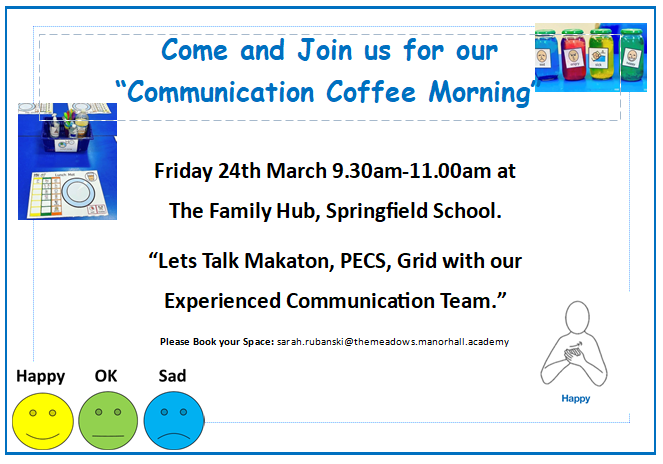 Come and Join us for our
“Communication Coffee Morning”
Friday 24th March 9.30am-11.00am at
The Family Hub, Springfield School.
“Lets Talk Makaton, PECS, Grid with our
Experienced Communication Team.”
Please Book your Space: sarah.rubanski@themeadows.manorhall.academy
Happy OK Sad
Happy